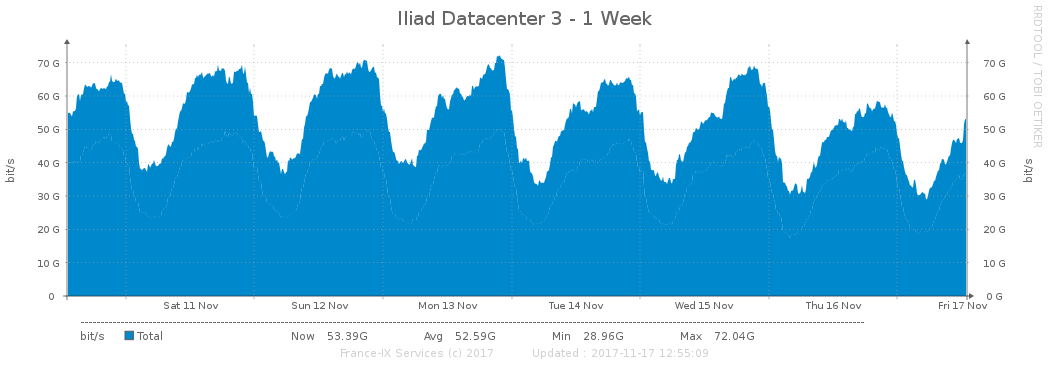 Iliad Datacenter 3 - 1 Week
RRDTOOL / TOBI OETIKER
bit/s
70 G
60 G
50 G
40 G
30 G
20 G
10 G
0
70 G
60 G
50 G
40 G
30 G
20 G
10 G
0 G
bit/s
Sat 11 Nov Sun 12 Nov Mon 13 Nov Tue 14 Nov Wed 15 Nov Thu 16 Nov Fri 17 Nov
bit/s Total Now 53.39G Avg 52.59G Min 28.96G Max 72.04G
France-IX Services (c) 2017 Updated : 2017-11-17 12:55:09